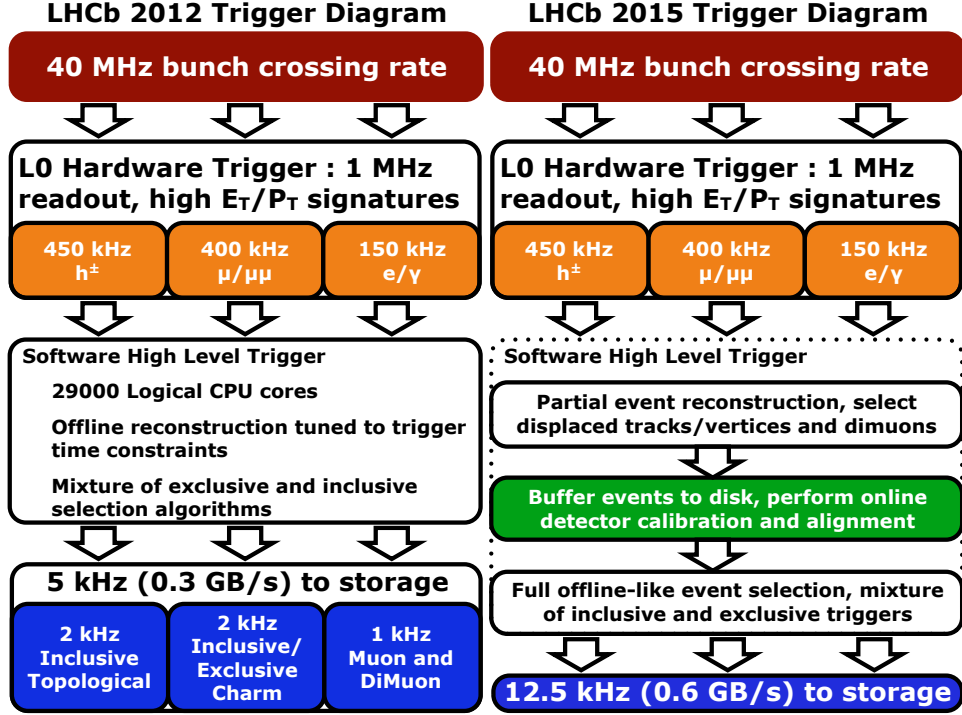 LHCb 2012 Trigger Diagram
40 MHz bunch crossing rate
L0 Hardware Trigger : 1 MHz
readout, high ET/PT signatures
450 kHz
h±
400 kHz
μ/μμ
150 kHz
e/γ
Software High Level Trigger
29000 Logical CPU cores
Offline reconstruction tuned to trigger
time constraints
Mixture of exclusive and inclusive
selection algorithms
5 kHz (0.3 GB/s) to storage
2 kHz
Inclusive
Topological
2 kHz
Inclusive/
Exclusive
Charm
1 kHz
Muon and
DiMuon
LHCb 2015 Trigger Diagram
40 MHz bunch crossing rate
L0 Hardware Trigger : 1 MHz
readout, high ET/PT signatures
450 kHz
h±
400 kHz
μ/μμ
150 kHz
e/γ
Software High Level Trigger
Partial event reconstruction, select
displaced tracks/vertices and dimuons
Buffer events to disk, perform online
detector calibration and alignment
Full offline-like event selection, mixture
of inclusive and exclusive triggers
12.5 kHz (0.6 GB/s) to storage